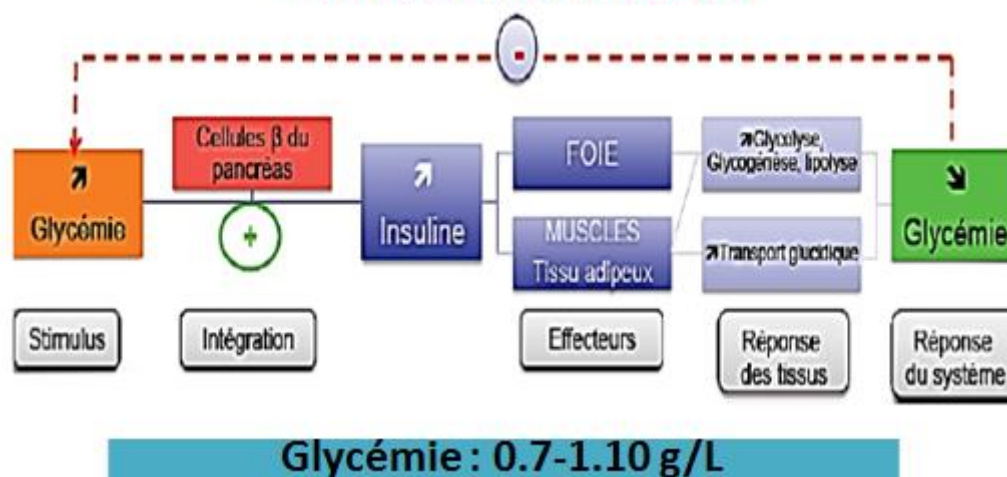 -
Cellules β du
pancréas
↗
Glycémie
+
↗
Insuline
FOIE
MUSCLES
Tissu adipeux
↗Glycolyse,
Glycogénèse, lipolyse
↗Transport glucidique
↘
Glycémie
Stimulus
Intégration
Effecteurs
Réponse
des tissus
Réponse
du système
Glycémie : 0.7-1.10 g/L